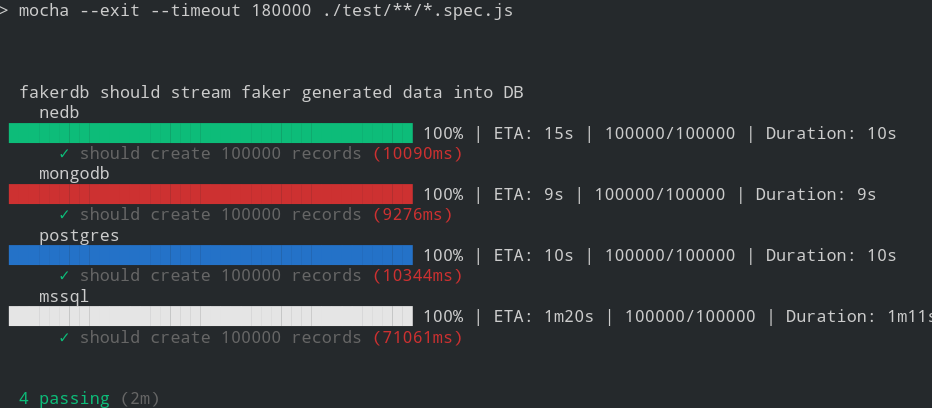 > mocha --exit --timeout 180000 ./test/**/*.spec.js
fakerdb should stream faker generated data into DB
nedb
100% | ETA: 15s | 100000/100000 | Duration: 10s
✓ should create 100000 records (10090ms)
mongodb
100% | ETA: 9s | 100000/100000 | Duration: 9s
✓ should create 100000 records (9276ms)
postgres
100% | ETA: 10s | 100000/100000 | Duration: 10s
✓ should create 100000 records (10344ms)
mssql
100% | ETA: 1m20s | 100000/100000 | Duration: 1m11s
✓ should create 100000 records (71061ms)
4 passing (2m)